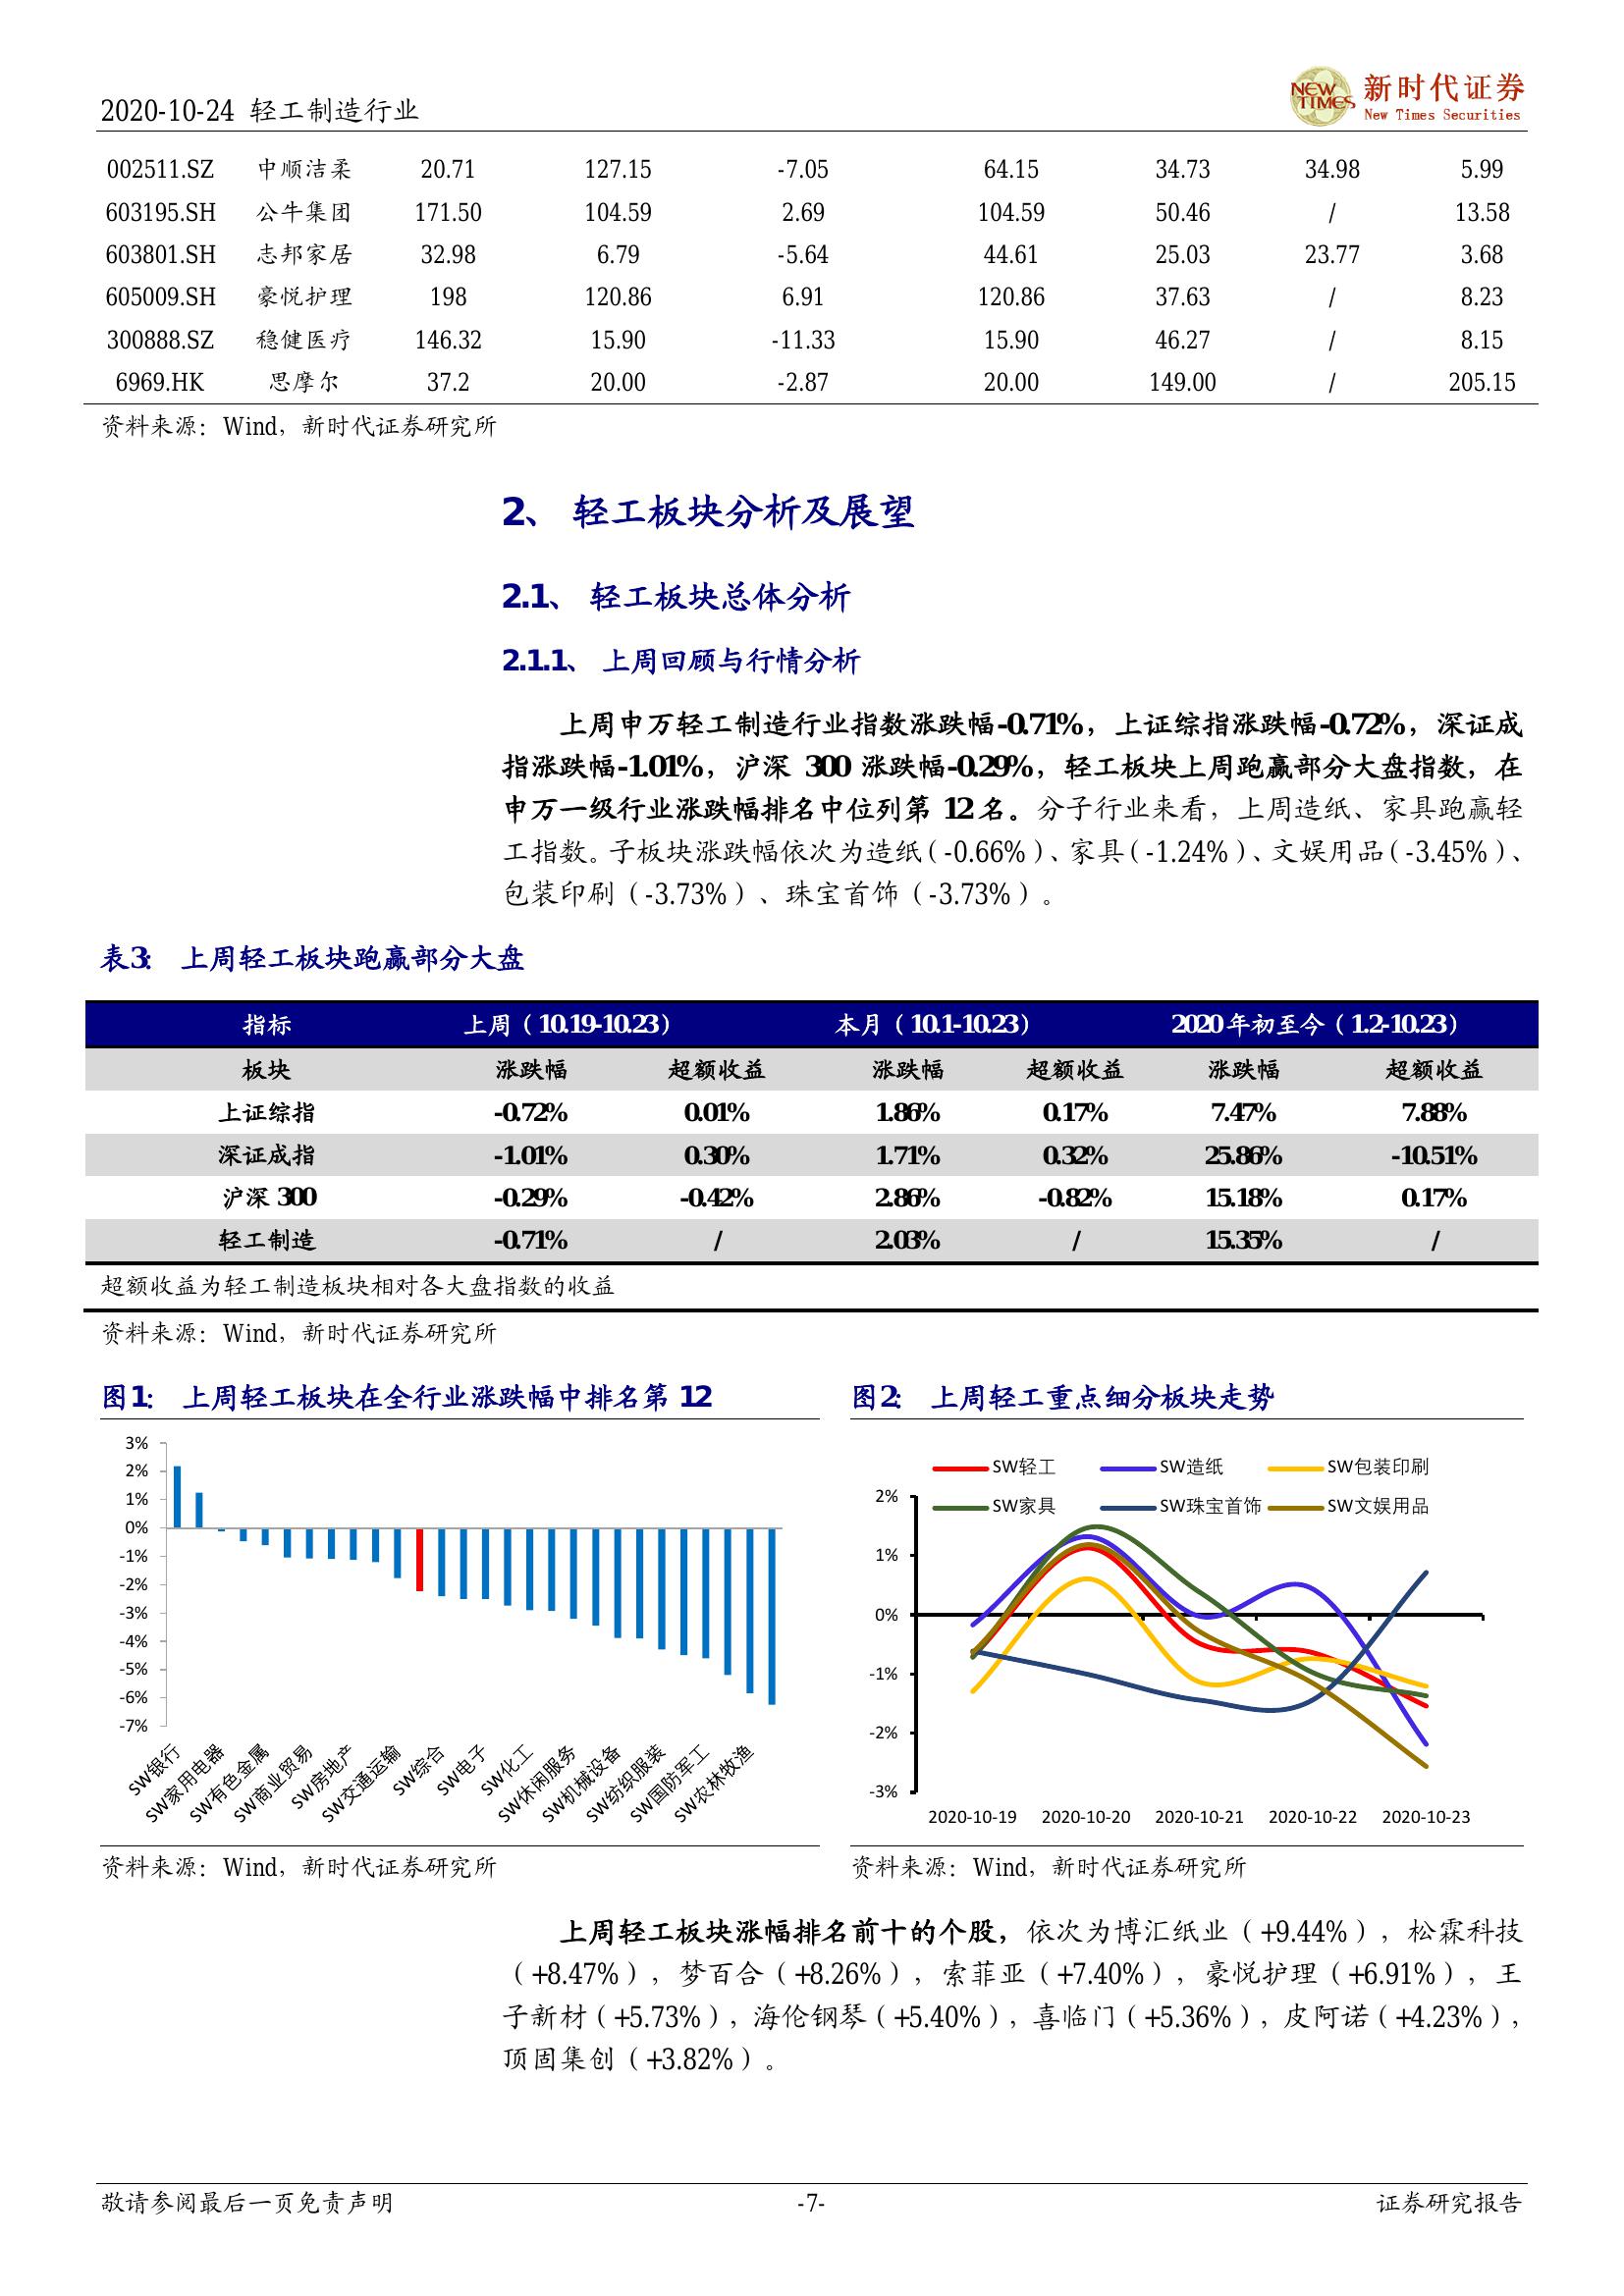 2020-10-24 轻工制造行业
NEW TIMES 新时代证券
New Times Securities
002511.SZ 中顺洁柔 20.71 127.15 -7.05 64.15 34.73 34.98 5.99
603195.SH 公牛集团 171.50 104.59 2.69 104.59 50.46 / 13.58
603801.SH 志邦家居 32.98 6.79 -5.64 44.61 25.03 23.77 3.68
605009.SH 豪悦护理 198 120.86 6.91 120.86 37.63 / 8.23
300888.SZ 稳健医疗 146.32 15.90 -11.33 15.90 46.27 / 8.15
6969.HK 思摩尔 37.2 20.00 -2.87 20.00 149.00 / 205.15
资料来源：Wind，新时代证券研究所
2、 轻工板块分析及展望
2.1、 轻工板块总体分析
2.1.1、 上周回顾与行情分析
上周申万轻工制造行业指数涨跌幅-0.71%，上证综指涨跌幅-0.72%，深证成
指涨跌幅-1.01%，沪深 300 涨跌幅-0.29%，轻工板块上周跑赢部分大盘指数，在
申万一级行业涨跌幅排名中位列第 12 名。分子行业来看，上周造纸、家具跑赢轻
工指数。子板块涨跌幅依次为造纸（-0.66%）、家具（-1.24%）、文娱用品（-3.45%）、
包装印刷（-3.73%）、珠宝首饰（-3.73%）。
表3： 上周轻工板块跑赢部分大盘
指标 上周（10.19-10.23） 本月（10.1-10.23） 2020年初至今（1.2-10.23）
板块 涨跌幅 超额收益 涨跌幅 超额收益 涨跌幅 超额收益
上证综指 -0.72% 0.01% 1.86% 0.17% 7.47% 7.88%
深证成指 -1.01% 0.30% 1.71% 0.32% 25.86% -10.51%
沪深 300 -0.29% -0.42% 2.86% -0.82% 15.18% 0.17%
轻工制造 -0.71% / 2.03% / 15.35% /
超额收益为轻工制造板块相对各大盘指数的收益
资料来源：Wind，新时代证券研究所
图1： 上周轻工板块在全行业涨跌幅中排名第 12
3%
2%
1%
0%
-1%
-2%
-3%
-4%
-5%
-6%
-7%
SW银行
SW家用电器
SW有色金属
SW商业贸易
SW房地产
SW交通运输
SW综合
SW电子
SW化工
SW休闲服务
SW机械设备
SW纺织服装
SW国防军工
SW农林牧渔
资料来源：Wind，新时代证券研究所
图2： 上周轻工重点细分板块走势
SW轻工 SW造纸 SW包装印刷
SW家具 SW珠宝首饰 SW文娱用品
2%
1%
0%
-1%
-2%
-3%
2020-10-19 2020-10-20 2020-10-21 2020-10-22 2020-10-23
资料来源：Wind，新时代证券研究所
上周轻工板块涨幅排名前十的个股，依次为博汇纸业（+9.44%），松霖科技
（+8.47%），梦百合（+8.26%），索菲亚（+7.40%），豪悦护理（+6.91%），王
子新材（+5.73%），海伦钢琴（+5.40%），喜临门（+5.36%），皮阿诺（+4.23%），
顶固集创（+3.82%）。
敬请参阅最后一页免责声明 -7- 证券研究报告